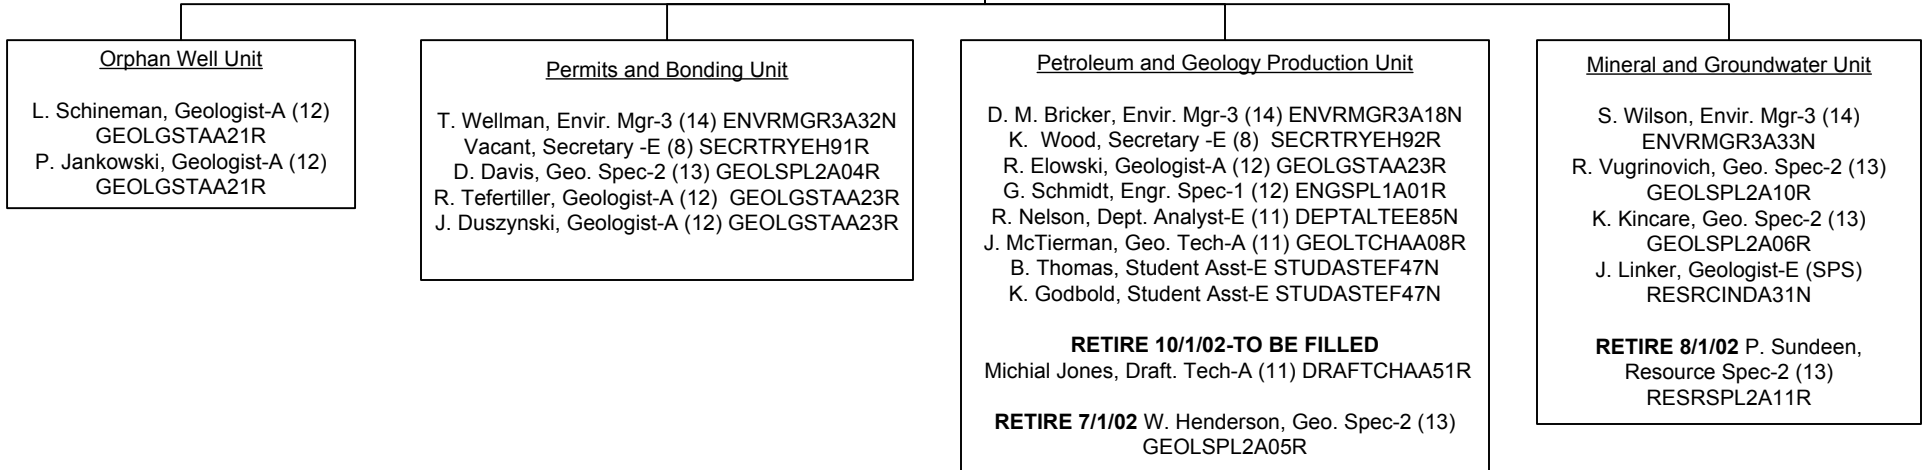 Orphan Well Unit
L. Schineman, Geologist-A (12)
GEOLGSTAA21R
P. Jankowski, Geologist-A (12)
GEOLGSTAA21R
Permits and Bonding Unit
T. Wellman, Envir. Mgr-3 (14) ENVRMGR3A32N
Vacant, Secretary -E (8) SECRTRYEH91R
D. Davis, Geo. Spec-2 (13) GEOLSPL2A04R
R. Tefertiller, Geologist-A (12) GEOLGSTAA23R
J. Duszynski, Geologist-A (12) GEOLGSTAA23R
Petroleum and Geology Production Unit
D. M. Bricker, Envir. Mgr-3 (14) ENVRMGR3A18N
K. Wood, Secretary -E (8) SECRTRYEH92R
R. Elowski, Geologist-A (12) GEOLGSTAA23R
G. Schmidt, Engr. Spec-1 (12) ENGSPL1A01R
R. Nelson, Dept. Analyst-E (11) DEPTALTEE85N
J. McTierman, Geo. Tech-A (11) GEOLTCHAA08R
B. Thomas, Student Asst-E STUDASTEF47N
K. Godbold, Student Asst-E STUDASTEF47N
RETIRE 10/1/02-TO BE FILLED
Michial Jones, Draft. Tech-A (11) DRAFTCHAA51R
RETIRE 7/1/02 W. Henderson, Geo. Spec-2 (13)
GEOLSPL2A05R
Mineral and Groundwater Unit
S. Wilson, Envir. Mgr-3 (14)
ENVRMGR3A33N
R. Vugrinovich, Geo. Spec-2 (13)
GEOLSPL2A10R
K. Kincare, Geo. Spec-2 (13)
GEOLSPL2A06R
J. Linker, Geologist-E (SPS)
RESRCINDA31N
RETIRE 8/1/02 P. Sundeen,
Resource Spec-2 (13)
RESRSPL2A11R